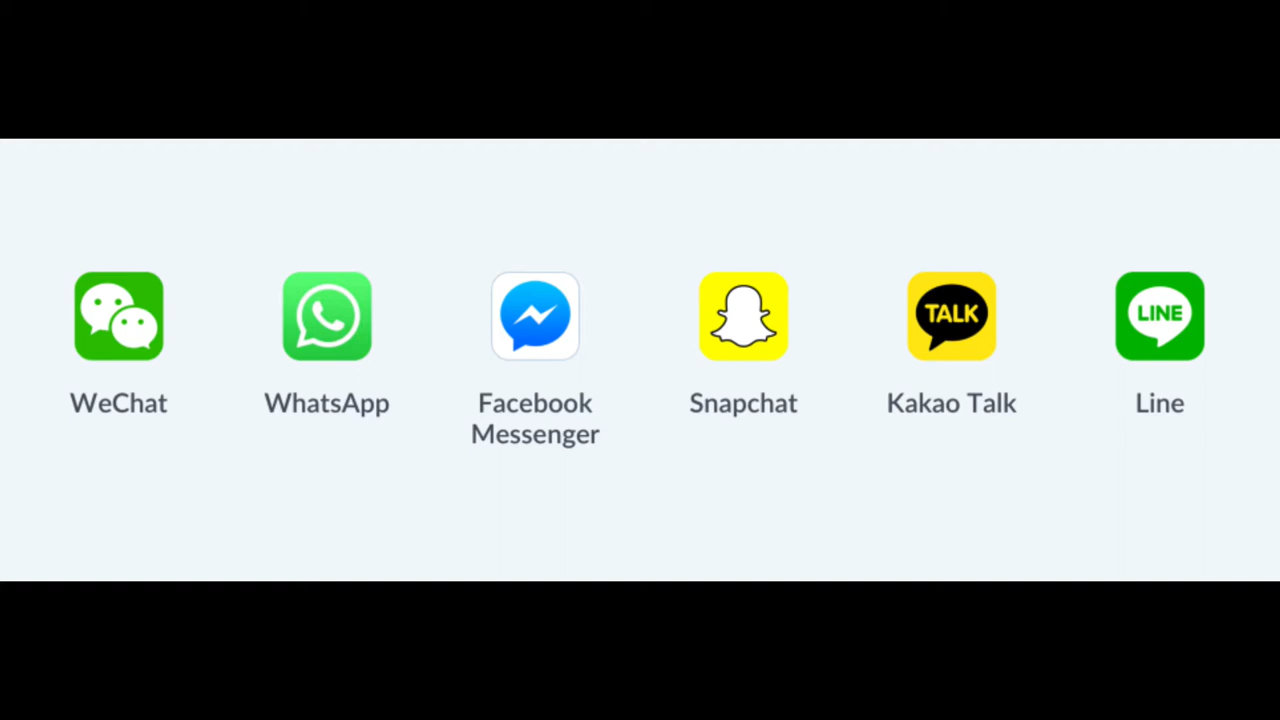 TALK
LINE
WeChat
WhatsApp
Facebook
Messenger
Snapchat
Kakao Talk
Line